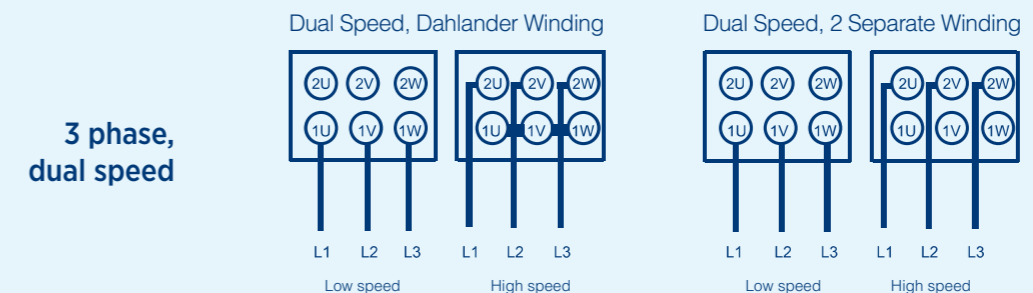 Dual Speed, Dahlander Winding
Dual Speed, 2 Separate Winding
3 phase,
dual speed
2U 2V 2W 2U 2V 2W
1U 1V 1W 1U 1V 1W
L1 L2 L3 L1 L2 L3
Low speed High speed
2U 2V 2W 2U 2V 2W
1U 1V 1W 1U 1V 1W
L1 L2 L3 L1 L2 L3
Low speed High speed